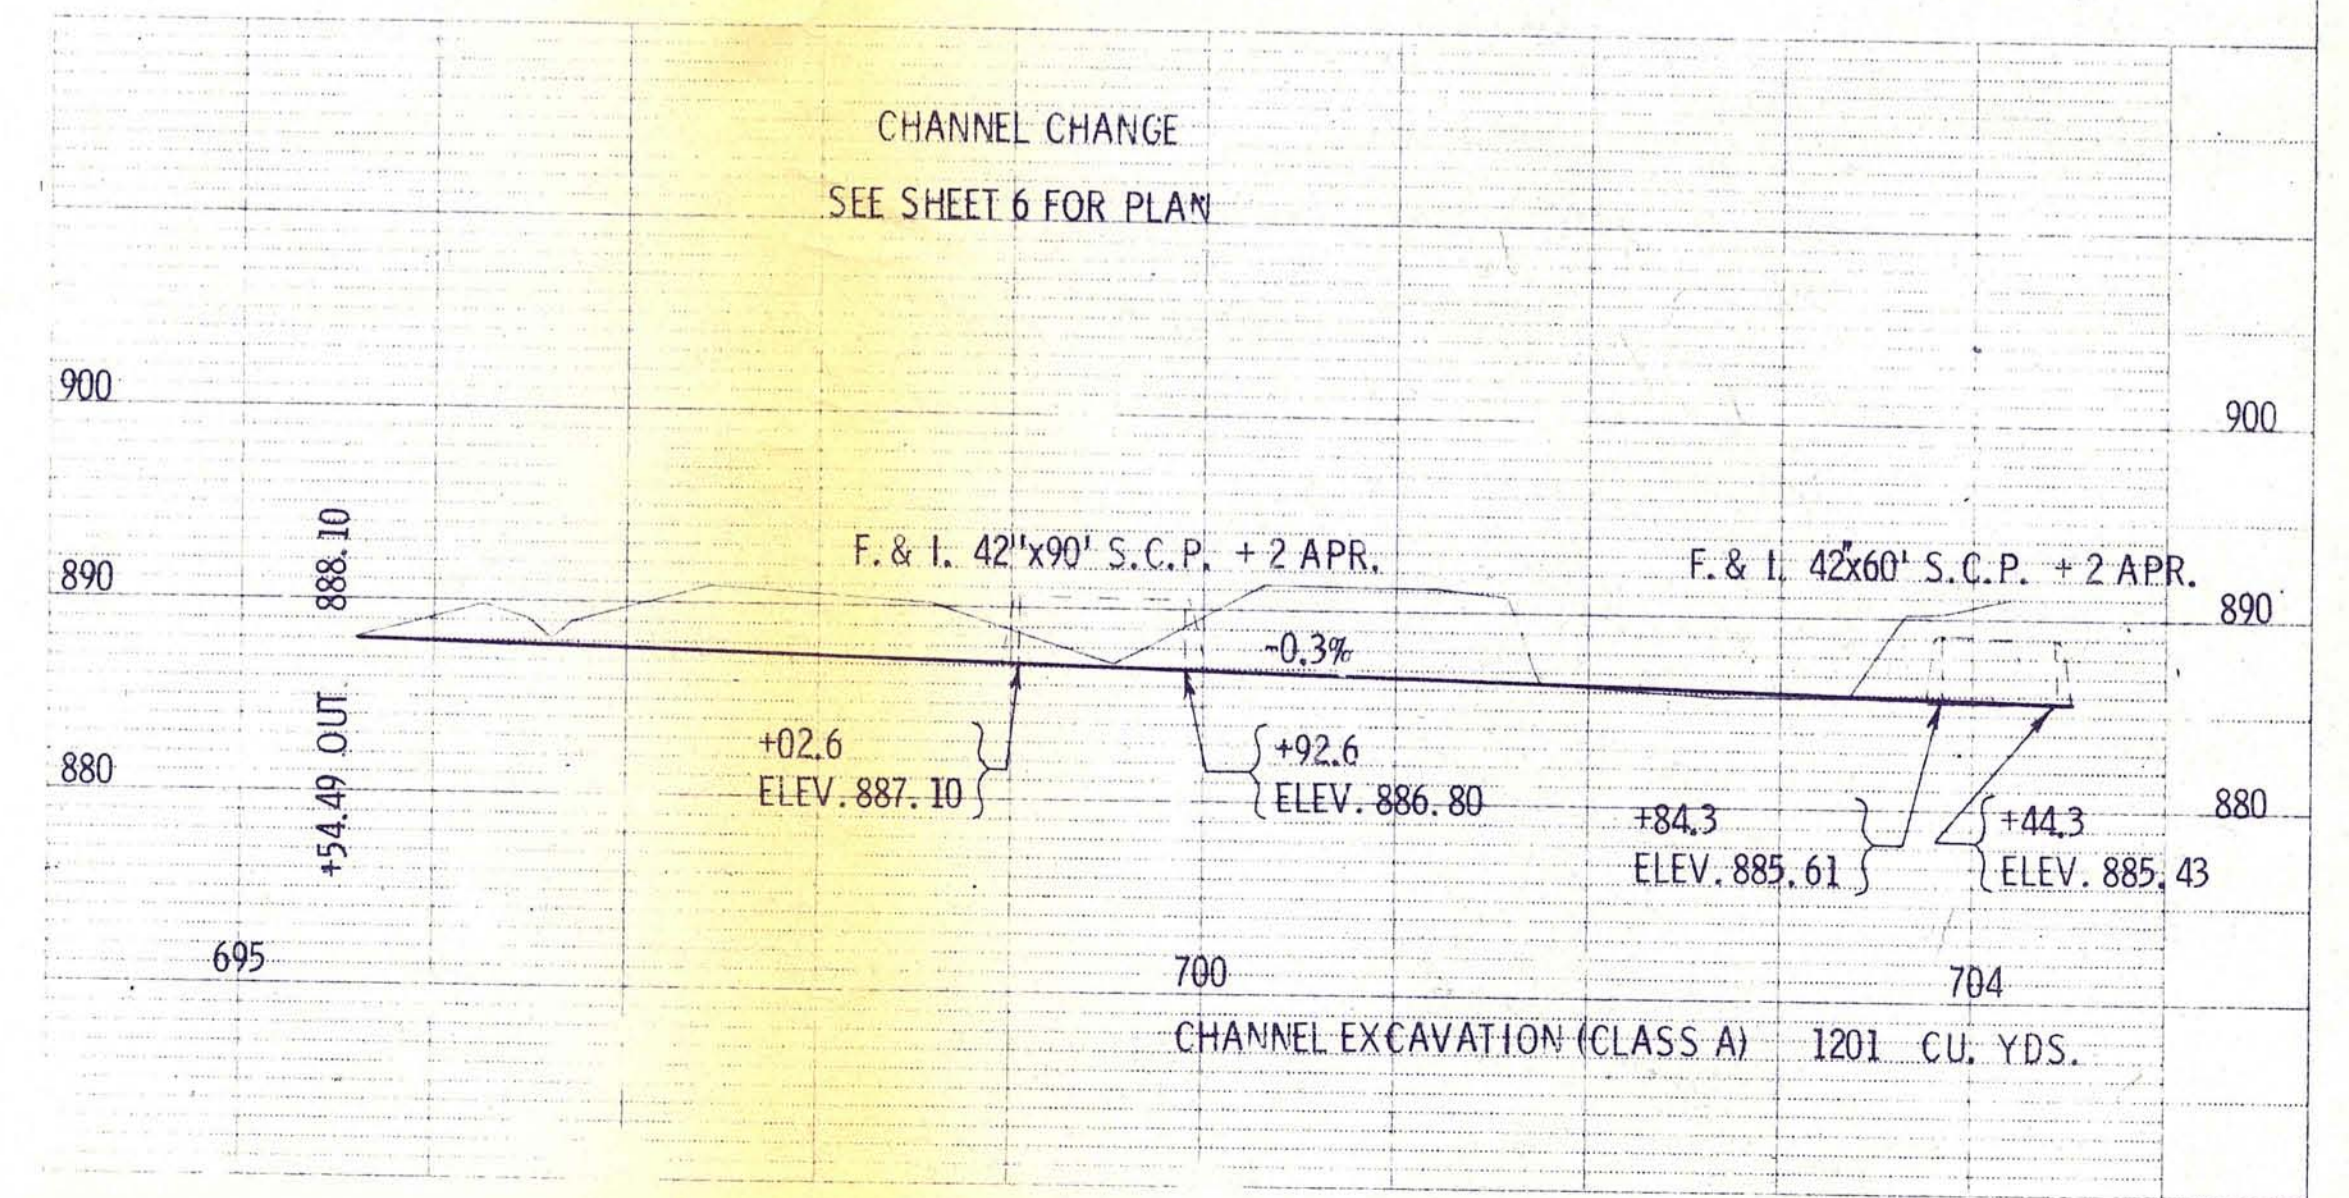 CHANNEL CHANGE
SEE SHEET 6 FOR PLAN
900
900
888.10
F. & I. 42"x90' S.C.P. + 2 APR.
F. & I. 42"x60' S.C.P. + 2 APR.
890
890
-0.3%
+54.49 OUT
+02.6
ELEV. 887.10
+92.6
ELEV. 886.80
880
880
+84.3
ELEV. 885.61
+44.3
ELEV. 885.43
695
700
704
CHANNEL EXCAVATION (CLASS A) 1201 CU. YDS.